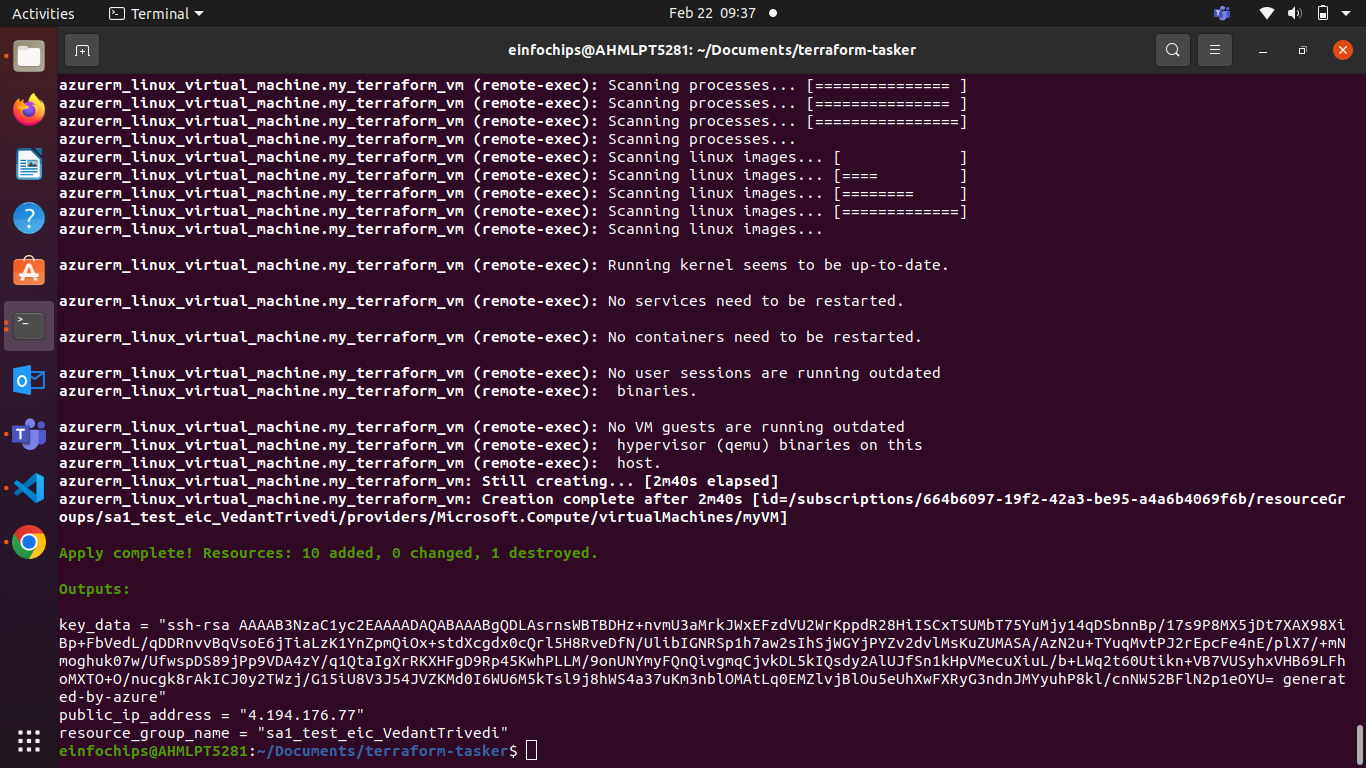 Activities
Terminal
Feb 22 09:37
einfochips@AHMLPT5281: ~/Documents/terraform-tasker
azurerm_linux_virtual_machine.my_terraform_vm (remote-exec): Scanning processes... [=============== ]
azurerm_linux_virtual_machine.my_terraform_vm (remote-exec): Scanning processes... [=============== ]
azurerm_linux_virtual_machine.my_terraform_vm (remote-exec): Scanning processes... [================]
azurerm_linux_virtual_machine.my_terraform_vm (remote-exec): Scanning processes...
azurerm_linux_virtual_machine.my_terraform_vm (remote-exec): Scanning linux images... [             ]
azurerm_linux_virtual_machine.my_terraform_vm (remote-exec): Scanning linux images... [====         ]
azurerm_linux_virtual_machine.my_terraform_vm (remote-exec): Scanning linux images... [========     ]
azurerm_linux_virtual_machine.my_terraform_vm (remote-exec): Scanning linux images... [=============]
azurerm_linux_virtual_machine.my_terraform_vm (remote-exec): Scanning linux images...
azurerm_linux_virtual_machine.my_terraform_vm (remote-exec): Running kernel seems to be up-to-date.
azurerm_linux_virtual_machine.my_terraform_vm (remote-exec): No services need to be restarted.
azurerm_linux_virtual_machine.my_terraform_vm (remote-exec): No containers need to be restarted.
azurerm_linux_virtual_machine.my_terraform_vm (remote-exec): No user sessions are running outdated
azurerm_linux_virtual_machine.my_terraform_vm (remote-exec):  binaries.
azurerm_linux_virtual_machine.my_terraform_vm (remote-exec): No VM guests are running outdated
azurerm_linux_virtual_machine.my_terraform_vm (remote-exec):  hypervisor (qemu) binaries on this
azurerm_linux_virtual_machine.my_terraform_vm (remote-exec):  host.
azurerm_linux_virtual_machine.my_terraform_vm: Still creating... [2m40s elapsed]
azurerm_linux_virtual_machine.my_terraform_vm: Creation complete after 2m40s [id=/subscriptions/664b6097-19f2-42a3-be95-a4a6b4069f6b/resourceGr
oups/sa1_test_eic_VedantTrivedi/providers/Microsoft.Compute/virtualMachines/myVM]
Apply complete! Resources: 10 added, 0 changed, 1 destroyed.
Outputs:
key_data = "ssh-rsa AAAAB3NzaC1yc2EAAAADAQABAAABgQDLAsrnsWBTBDHz+nvmU3aMrkJWxEFzdVU2WrKppdR28HiISCxTSUMbT75YuMjy14qDSbnnBp/17s9P8MX5jDt7XAX98Xi
Bp+FbVedL/qDDRnvvBqVsoE6jTiaLzK1YnZpmQiOx+stdXcgdx0cQrl5H8RveDfN/UlibIGNRSp1h7aw2sIhSjWGYjPYZv2dvlMsKuZUMASA/AzN2u+TYuqMvtPJ2rEpcFe4nE/plX7/+mN
moghuk07w/UfwspDS89jPp9VDA4zY/q1QtaIgXrRKXHFgD9Rp45KwhPLLM/9onUNYmyFQnQivgmqCjvkDL5kIQsdy2AlUJfSn1kHpVMecuXiuL/b+LWq2t60Utikn+VB7VUSyhxVHB69LFh
oMXTO+O/nucgk8rAkICJ0y2TWzj/G15iU8V3J54JVZKMd0I6WU6M5kTsl9j8hWS4a37uKm3nblOMAtLq0EMZlvjBlOu5eUhXwFXRyG3ndnJMYyuhP8kl/cnNW52BFlN2p1eOYU= generat
ed-by-azure"
public_ip_address = "4.194.176.77"
resource_group_name = "sa1_test_eic_VedantTrivedi"
einfochips@AHMLPT5281:~/Documents/terraform-tasker$